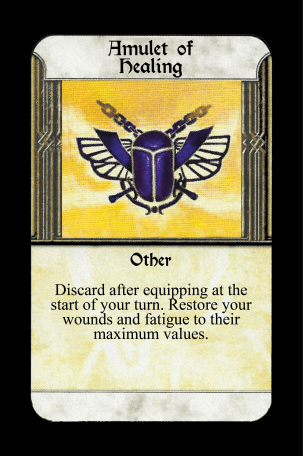 Amulet of
Healing
Other
Discard after equipping at the
start of your turn. Restore your
wounds and fatigue to their
maximum values.